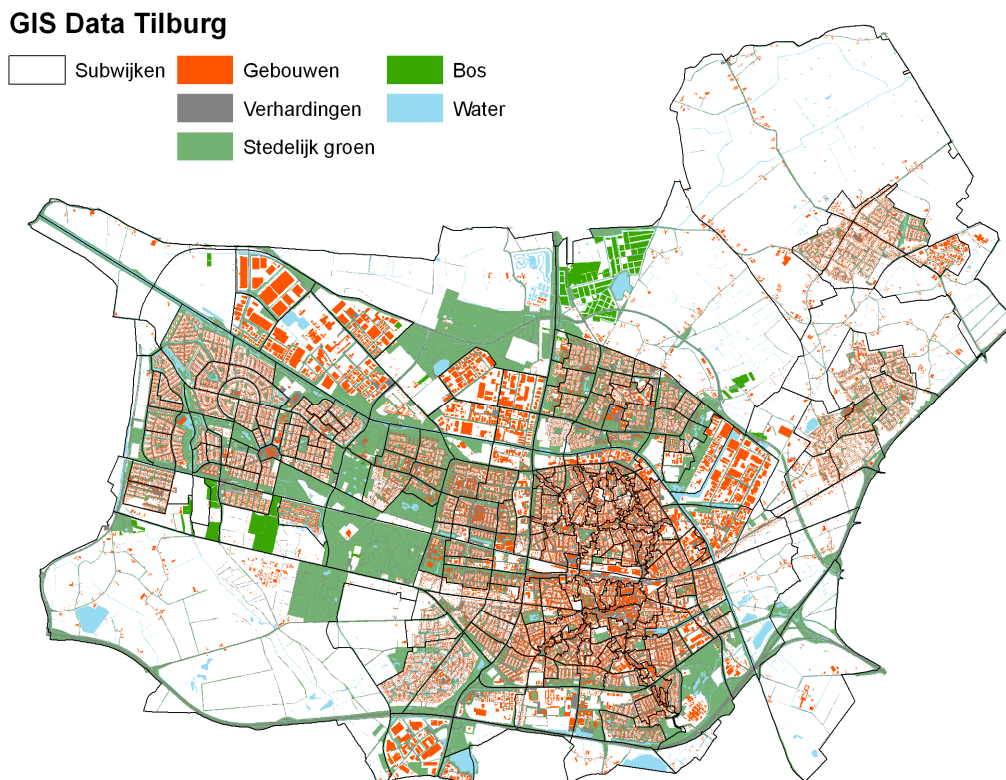 GIS Data Tilburg
Subwijken
Gebouwen
Bos
Verhardingen
Water
Stedelijk groen